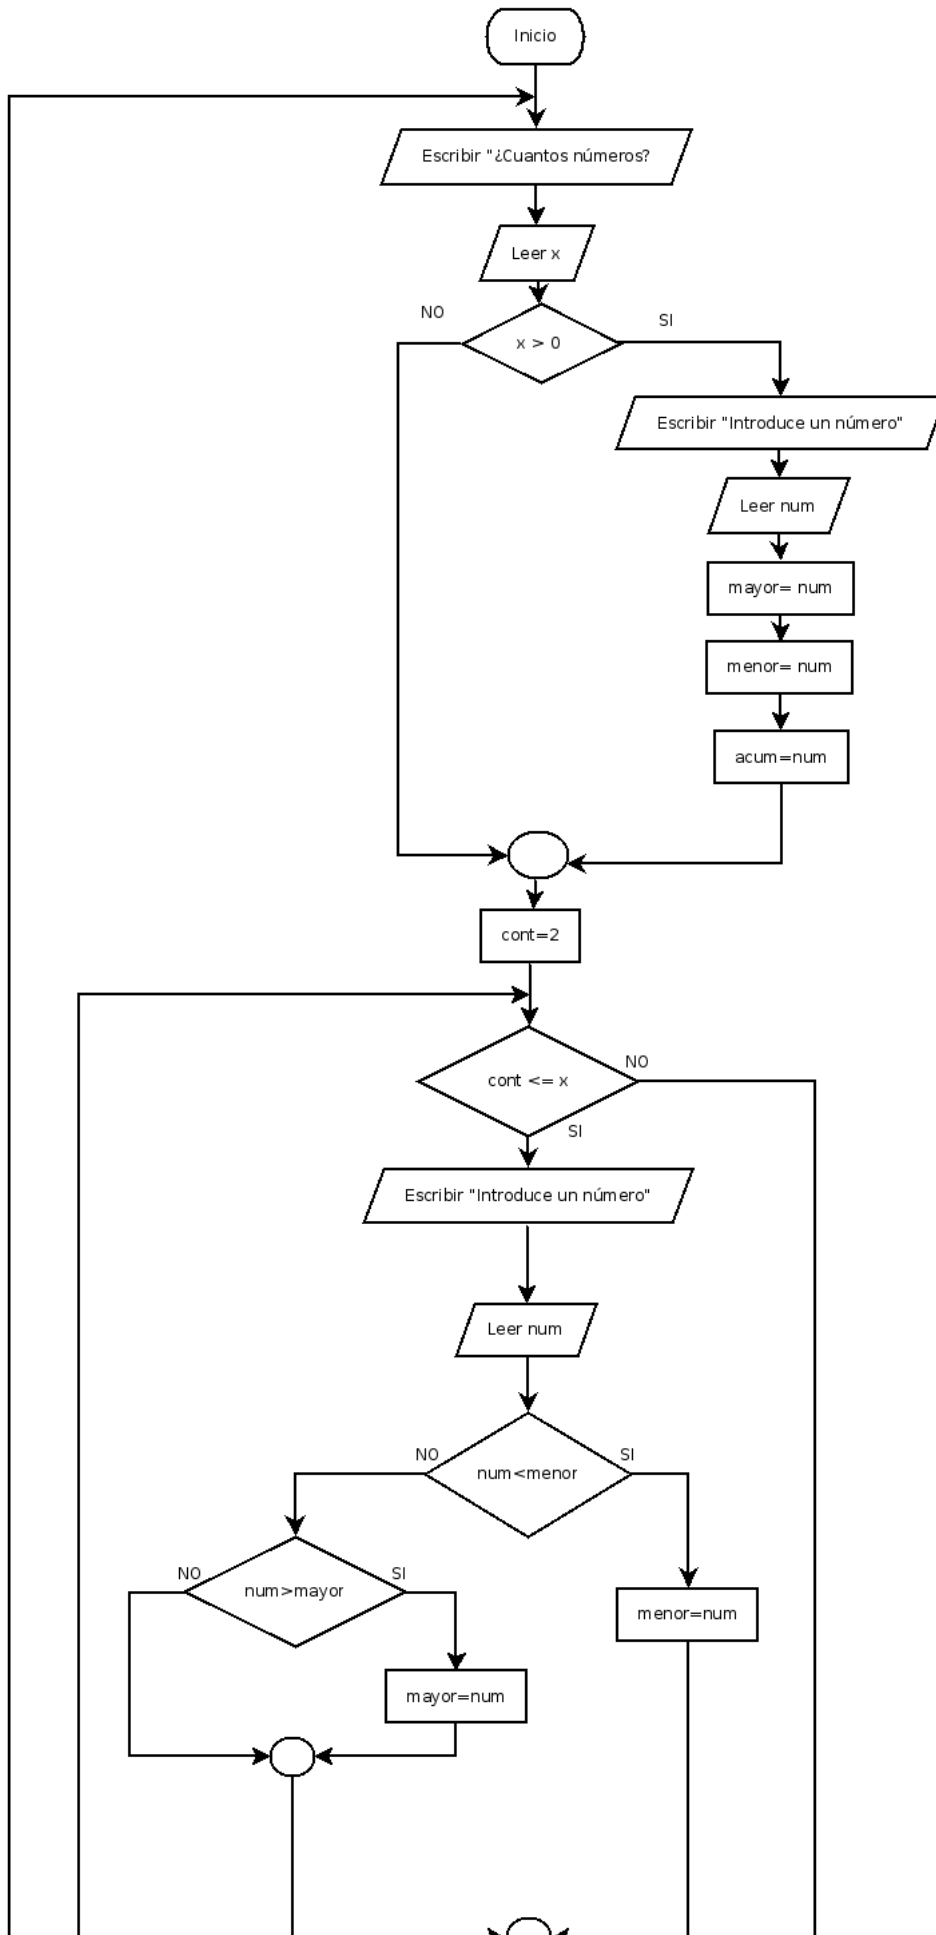 Inicio
Escribir "¿Cuantos números?
Leer x
NO
SI
x > 0
Escribir "Introduce un número"
Leer num
mayor= num
menor= num
acum=num
cont=2
NO
cont <= x
SI
Escribir "Introduce un número"
Leer num
NO
SI
num<menor
NO
SI
num>mayor
menor=num
mayor=num